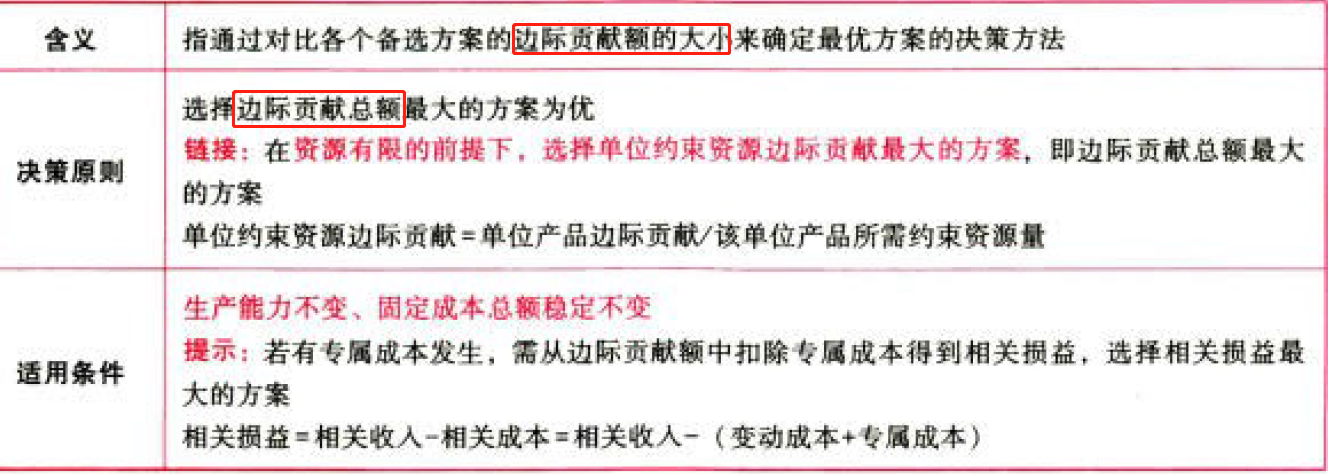 含义
指通过对比各个备选方案的边际贡献额的大小来确定最优方案的决策方法
决策原则
选择边际贡献总额最大的方案为优
链接：在资源有限的前提下，选择单位约束资源边际贡献最大的方案，即边际贡献总额最大
的方案
单位约束资源边际贡献=单位产品边际贡献/该单位产品所需约束资源量
适用条件
生产能力不变、固定成本总额稳定不变
提示：若有专属成本发生，需从边际贡献额中扣除专属成本得到相关损益，选择相关损益最
大的方案
相关损益=相关收入-相关成本=相关收入-（变动成本+专属成本）